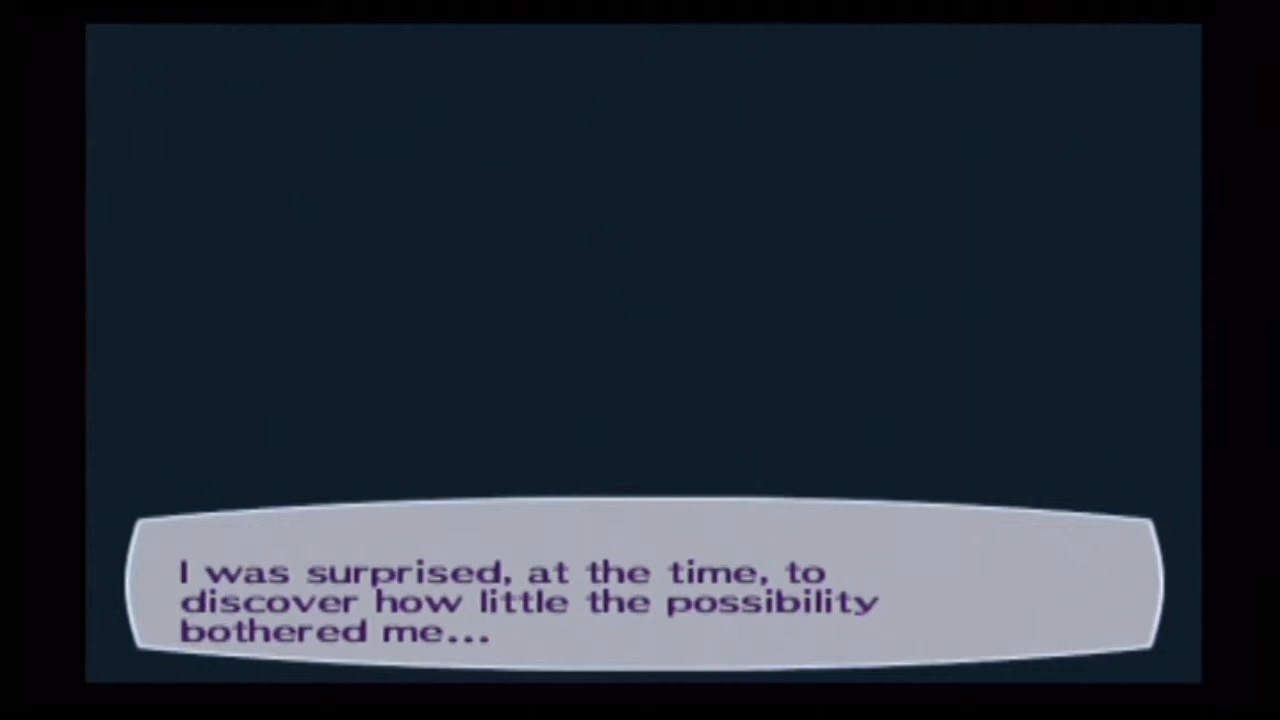 I was surprised, at the time, to
discover how little the possibility
bothered me...